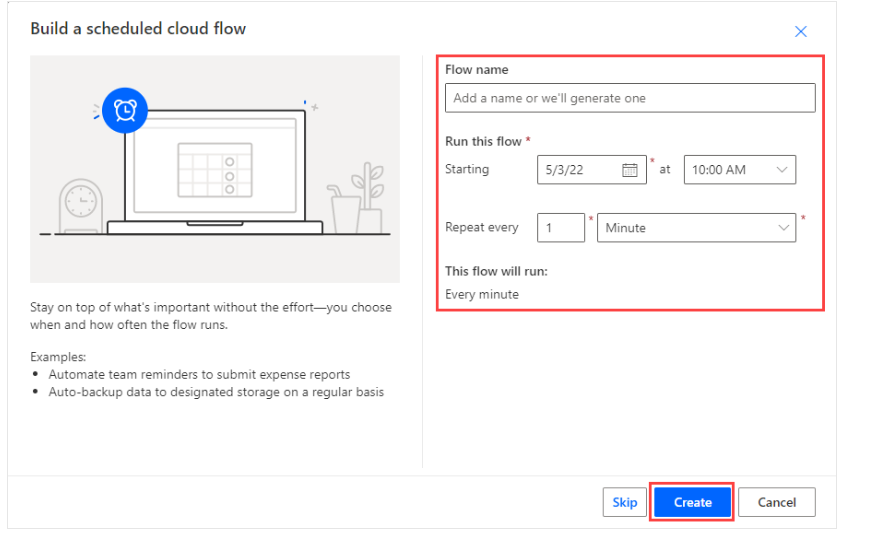 Build a scheduled cloud flow
Flow name
Add a name or we'll generate one
Run this flow *
Starting 5/3/22 * at 10:00 AM
Repeat every 1 * Minute *
This flow will run:
Every minute
Stay on top of what's important without the effort—you choose
when and how often the flow runs.
Examples:
• Automate team reminders to submit expense reports
• Auto-backup data to designated storage on a regular basis
Skip Create Cancel